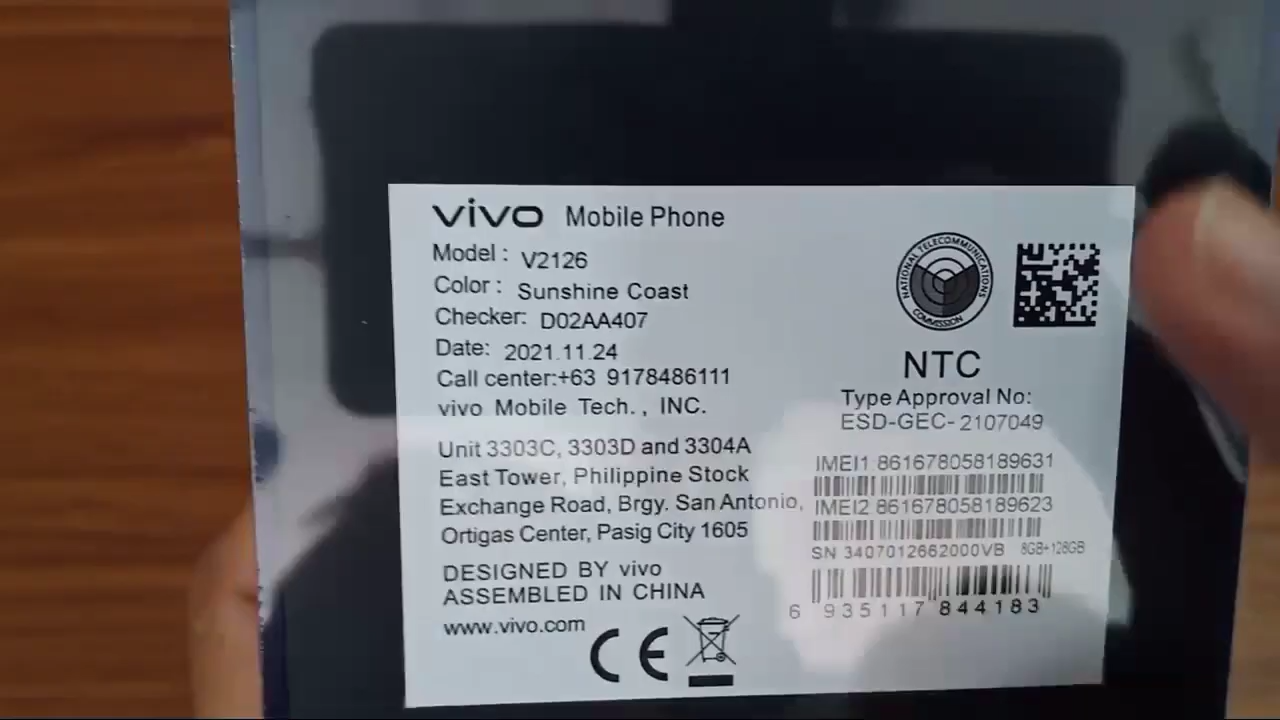 vivo Mobile Phone
Model : V2126
Color : Sunshine Coast
Checker: D02AA407
Date: 2021.11.24
Call center:+63 9178486111
vivo Mobile Tech. , INC.
Unit 3303C, 3303D and 3304A
East Tower, Philippine Stock
Exchange Road, Brgy. San Antonio,
Ortigas Center, Pasig City 1605
DESIGNED BY vivo
ASSEMBLED IN CHINA
www.vivo.com
CE
NATIONAL TELECOMMUNICATIONS
COMMISSION
NTC
Type Approval No:
ESD-GEC- 2107049
IMEI1 861678058189631
IMEI2 861678058189623
SN 3407012662000VB 8GB+128GB
6 935117 844183